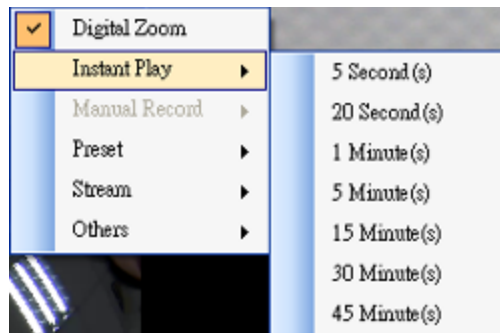 Digital Zoom
Instant Play
Manual Record
Preset
Stream
Others
5 Second(s)
20 Second(s)
1 Minute(s)
5 Minute(s)
15 Minute(s)
30 Minute(s)
45 Minute(s)